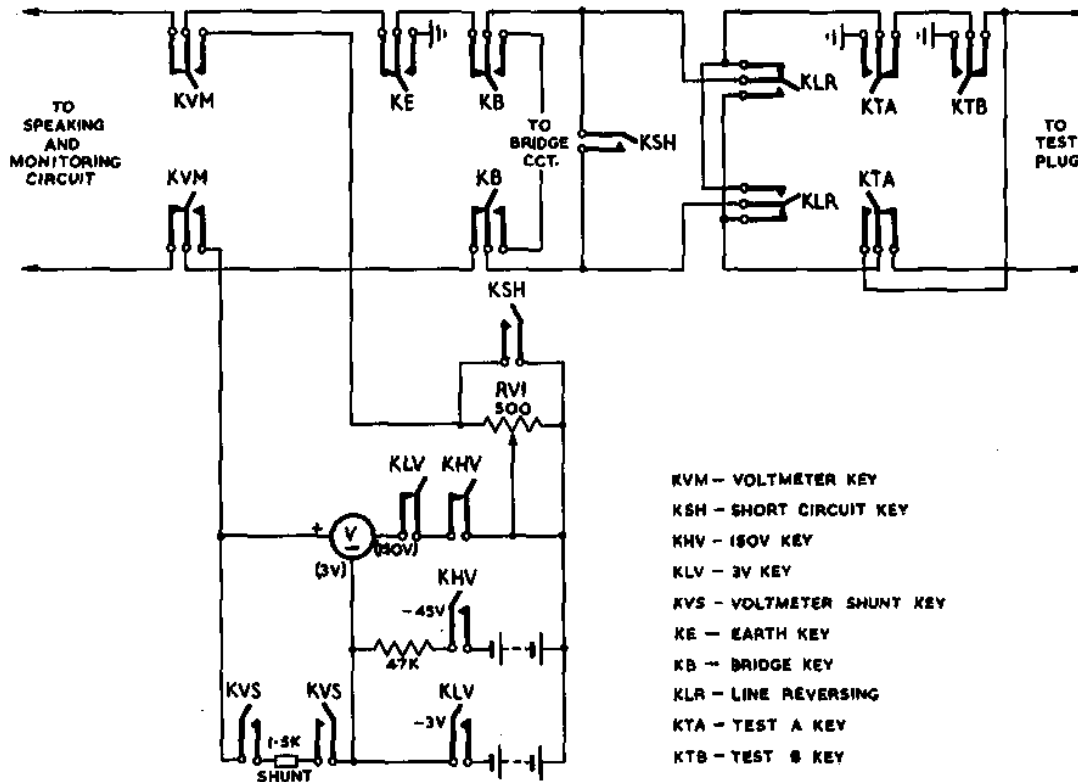 KVM
KE
KB
KLR
KTA
KTB
TO
SPEAKING
AND
MONITORING
CIRCUIT
TO
BRIDGE
CCT.
KSH
TO
TEST
PLUG
KVM
KB
KLR
KTA
KSH
RV1
500
KLV
KHV
+
V
–
(150V)
(3V)
KHV
-45V
47K
KVS
KVS
KLV
-3V
1·5K
SHUNT
KVM – VOLTMETER KEY
KSH – SHORT CIRCUIT KEY
KHV – 150V KEY
KLV – 3V KEY
KVS – VOLTMETER SHUNT KEY
KE – EARTH KEY
KB – BRIDGE KEY
KLR – LINE REVERSING
KTA – TEST A KEY
KTB – TEST B KEY